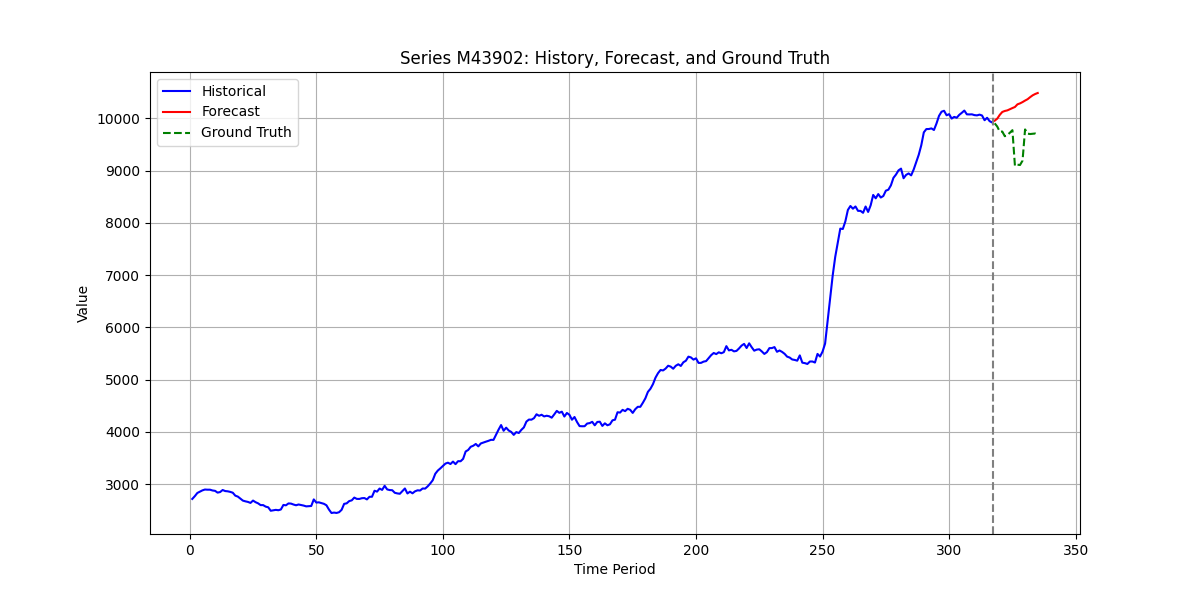 Series M43902: History, Forecast, and Ground Truth
Historical
Forecast
Ground Truth
10000
9000
8000
7000
6000
5000
4000
3000
Value
0 50 100 150 200 250 300 350
Time Period